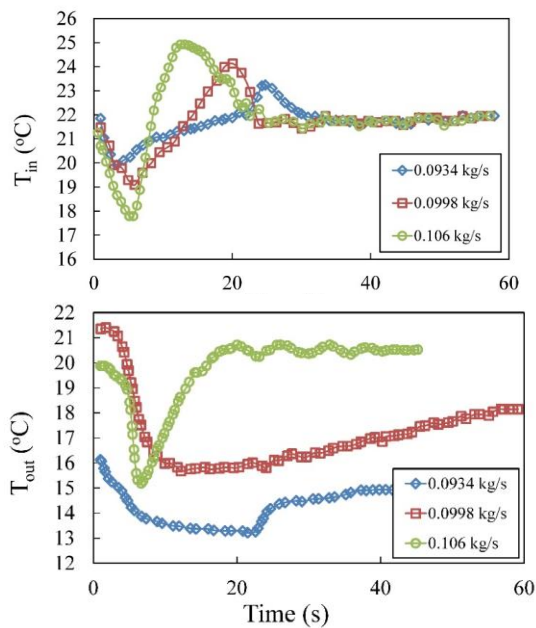 26
25
24
23
22
21
20
19
18
17
16
T_in (°C)
0.0934 kg/s
0.0998 kg/s
0.106 kg/s
0 20 40 60
22
21
20
19
18
17
16
15
14
13
12
T_out (°C)
0.0934 kg/s
0.0998 kg/s
0.106 kg/s
0 20 40 60
Time (s)